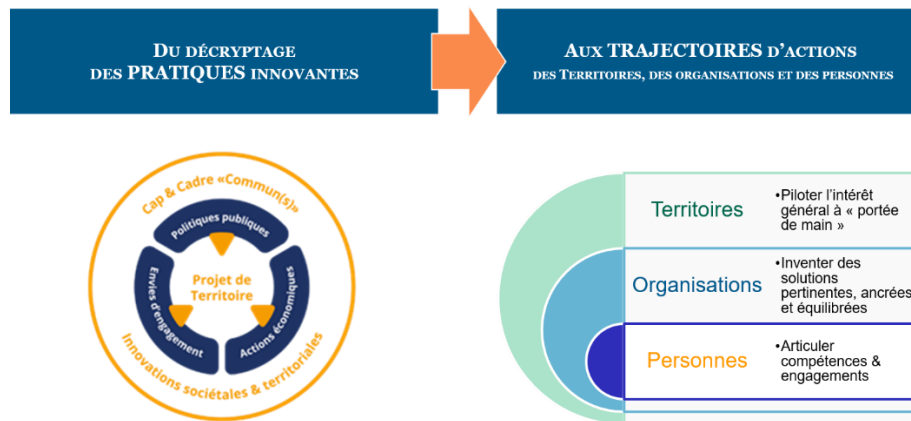 DU DÉCRYPTAGE
DES PRATIQUES INNOVANTES
AUX TRAJECTOIRES D'ACTIONS
DES TERRITOIRES, DES ORGANISATIONS ET DES PERSONNES
Cap & Cadre «Commun(s)»
Politiques publiques
Envies d'engagement
Projet de
Territoire
Actions économiques
Innovations sociétales & territoriales
Territoires
•Piloter l'intérêt
général à « portée
de main »
Organisations
•Inventer des
solutions
pertinentes, ancrées
et équilibrées
Personnes
•Articuler
compétences &
engagements